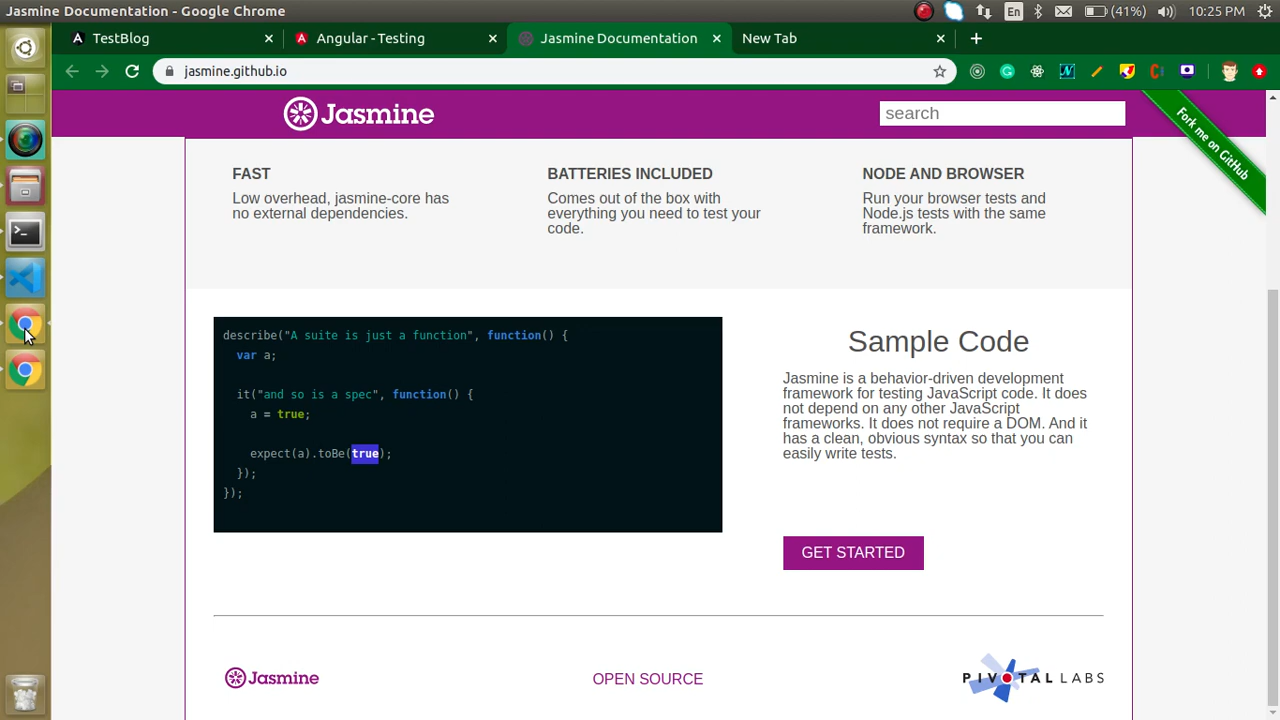 Jasmine Documentation - Google Chrome
En
(41%)
10:25 PM
TestBlog
Angular - Testing
Jasmine Documentation
New Tab
jasmine.github.io
Jasmine
search
Fork me on GitHub
FAST
Low overhead, jasmine-core has
no external dependencies.
BATTERIES INCLUDED
Comes out of the box with
everything you need to test your
code.
NODE AND BROWSER
Run your browser tests and
Node.js tests with the same
framework.
describe("A suite is just a function", function() {
  var a;
  it("and so is a spec", function() {
    a = true;
    expect(a).toBe(true);
  });
});
Sample Code
Jasmine is a behavior-driven development
framework for testing JavaScript code. It does
not depend on any other JavaScript
frameworks. It does not require a DOM. And it
has a clean, obvious syntax so that you can
easily write tests.
GET STARTED
Jasmine
OPEN SOURCE
PIVOTAL LABS